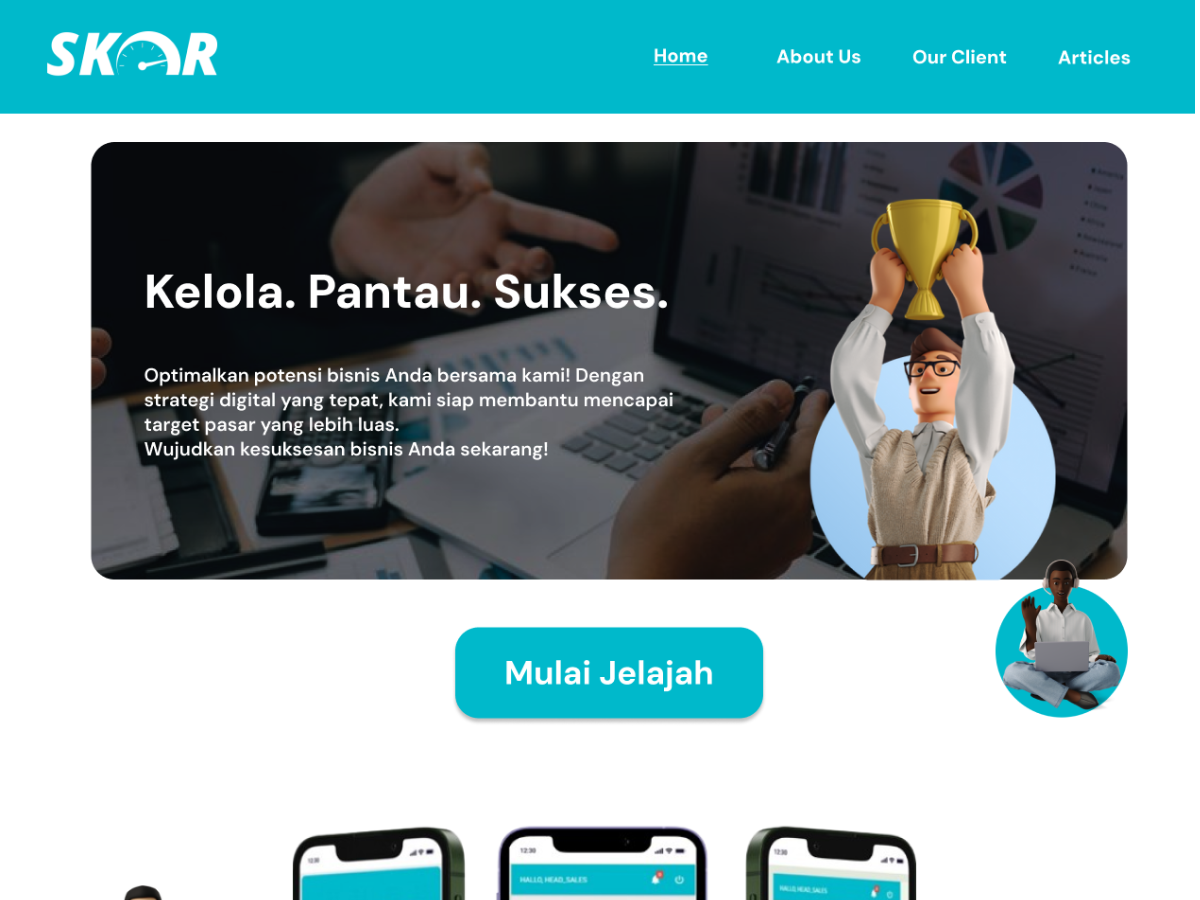 SKOR
Home
About Us
Our Client
Articles
Kelola. Pantau. Sukses.
Optimalkan potensi bisnis Anda bersama kami! Dengan
strategi digital yang tepat, kami siap membantu mencapai
target pasar yang lebih luas.
Wujudkan kesuksesan bisnis Anda sekarang!
Mulai Jelajah
12:30
12:30
12:30
HALLO, HEAD_SALES
HALLO, HEAD_SALES